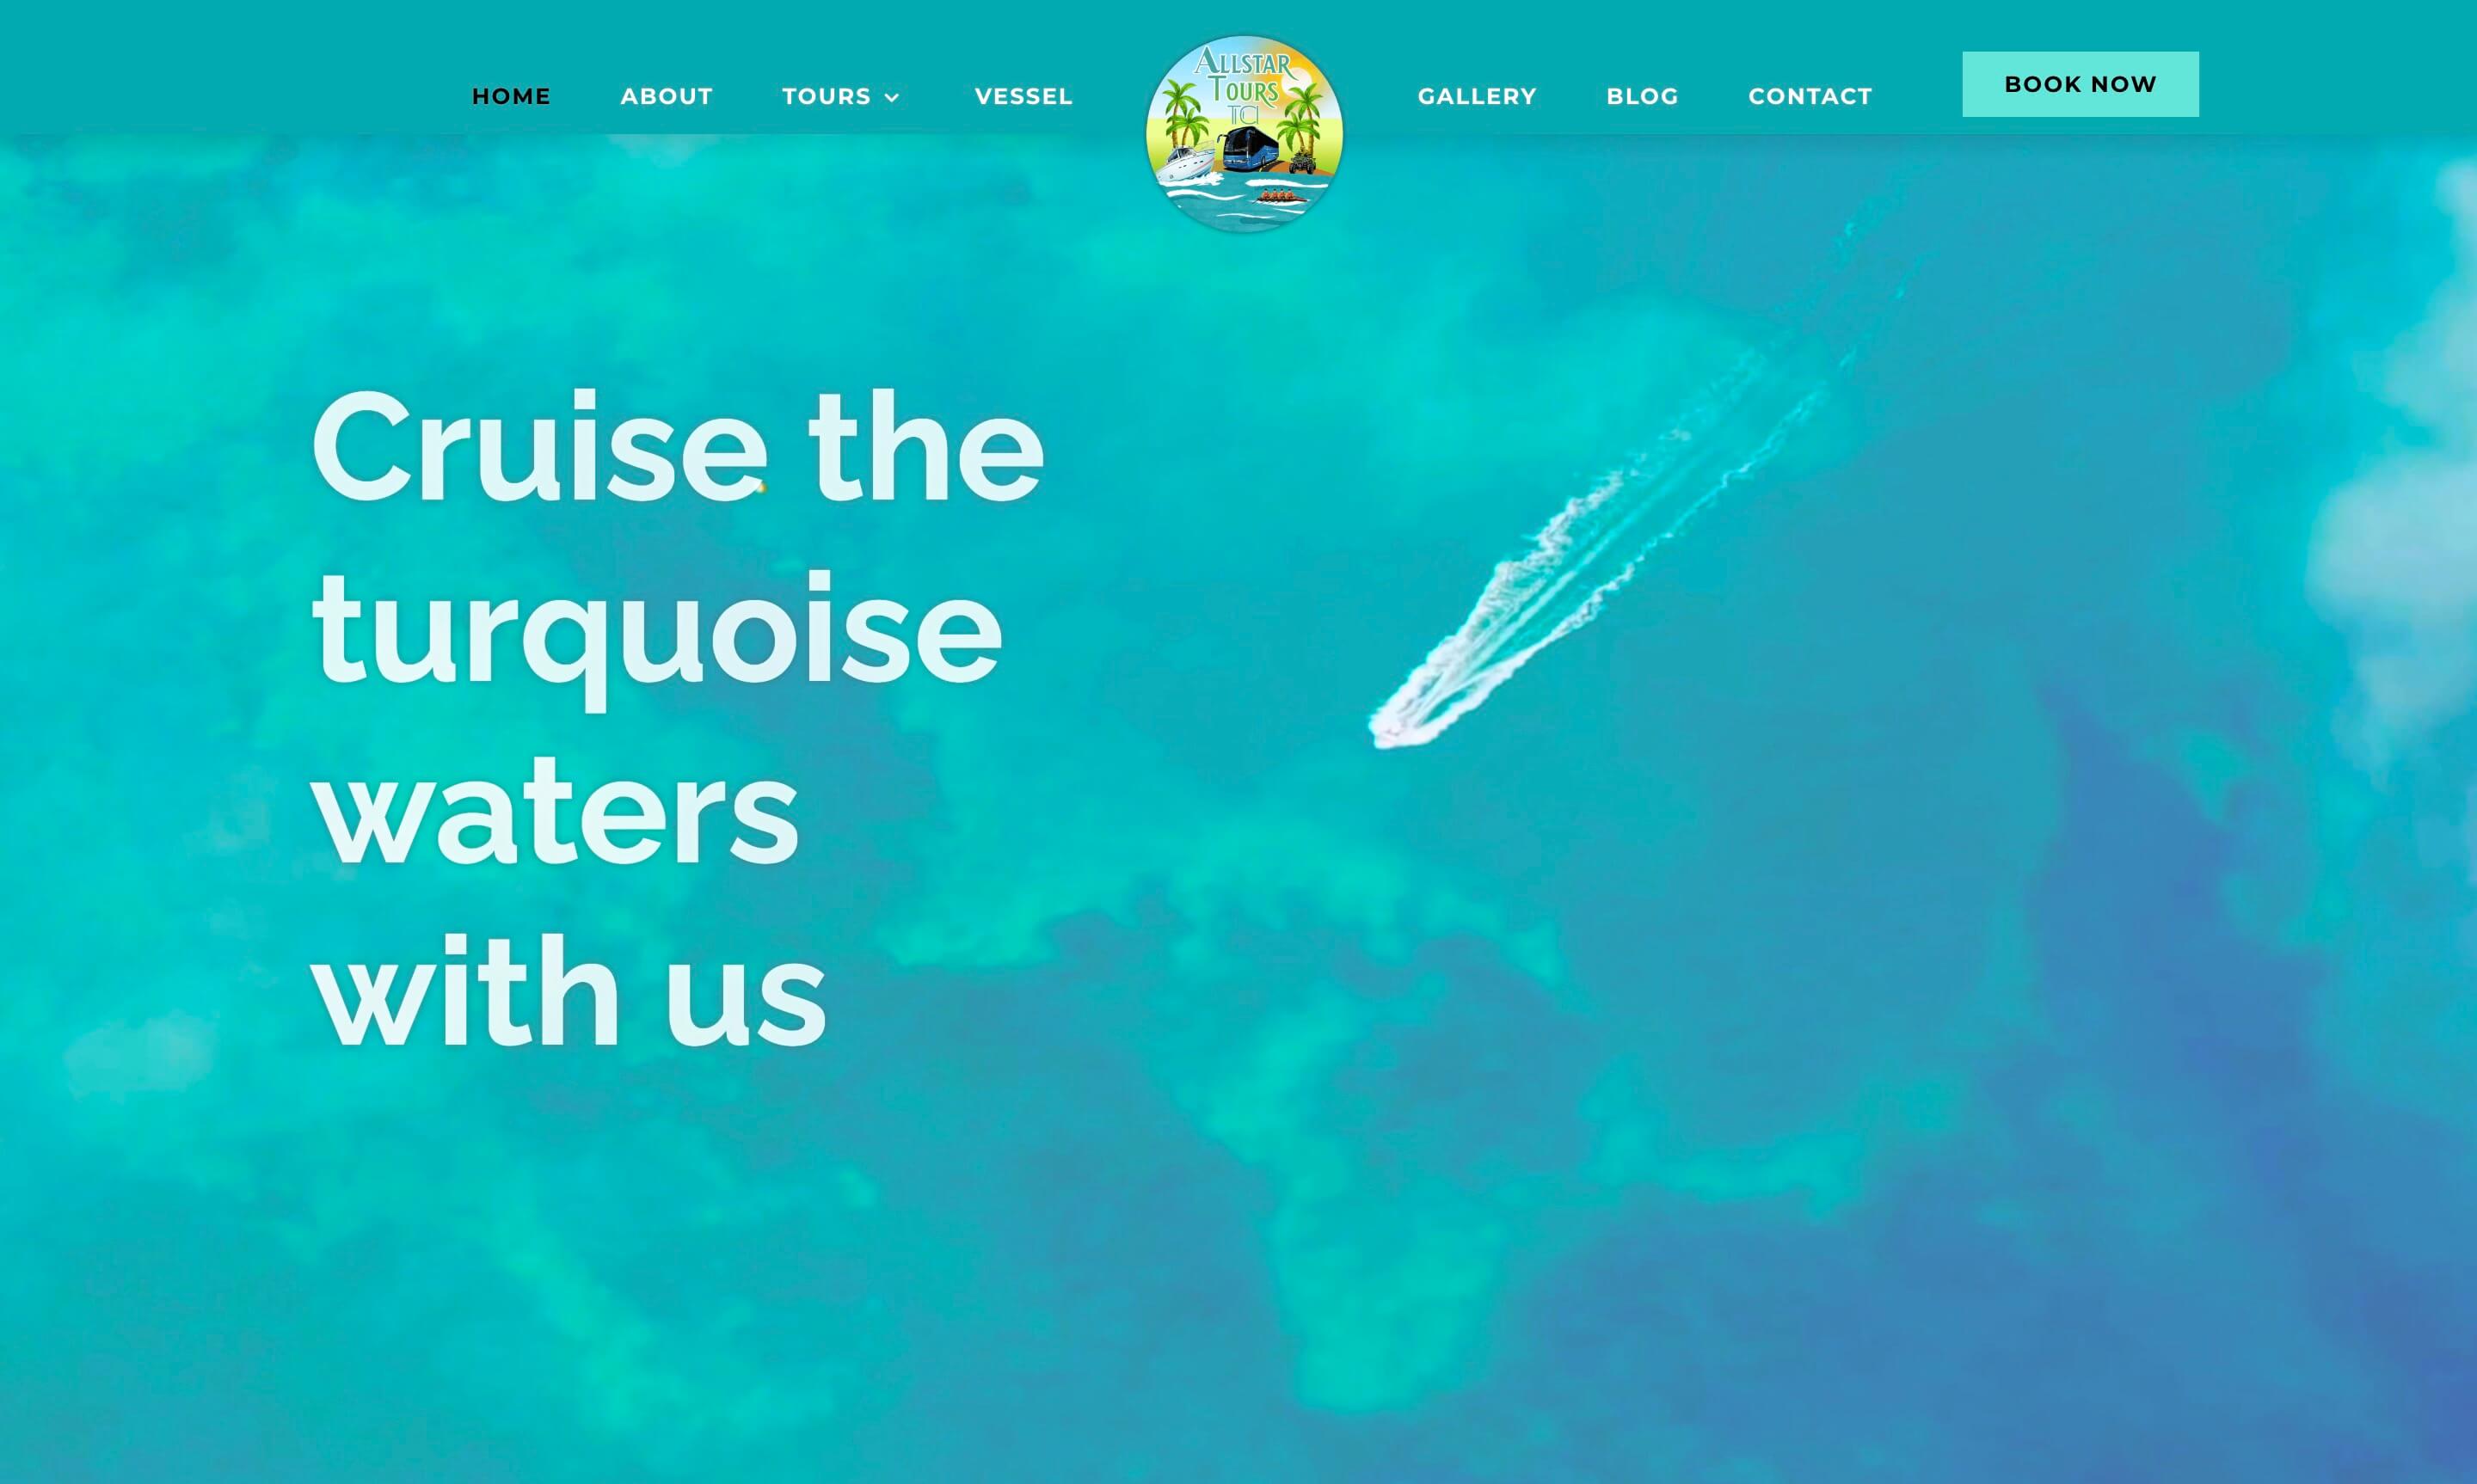 HOME
ABOUT
TOURS
VESSEL
ALLSTAR
TOURS
TCI
GALLERY
BLOG
CONTACT
BOOK NOW
Cruise the
turquoise
waters
with us